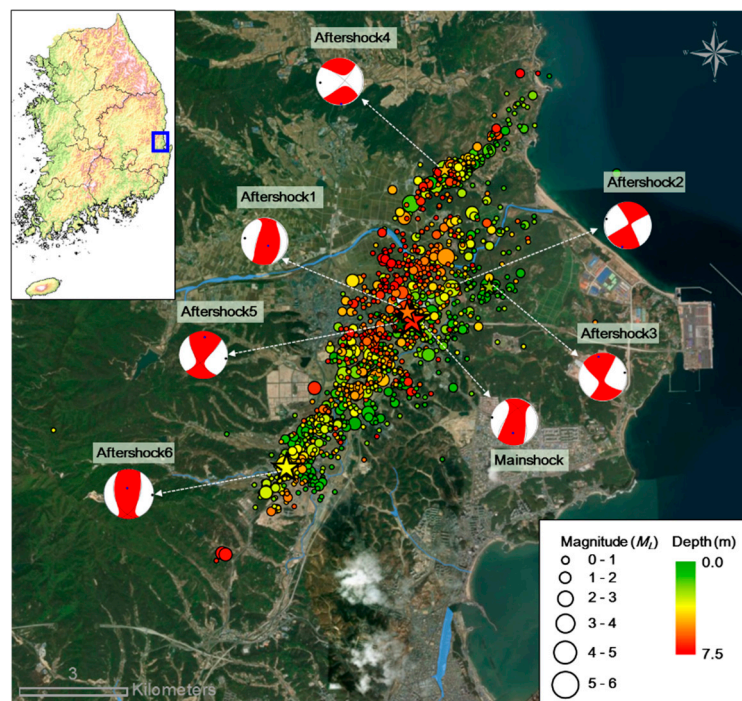 Aftershock4
N
W
E
S
Aftershock1
Aftershock2
Aftershock5
Aftershock3
Aftershock6
Mainshock
Magnitude (ML)
Depth (m)
0 - 1
1 - 2
2 - 3
3 - 4
4 - 5
5 - 6
0.0
7.5
3
Kilometers